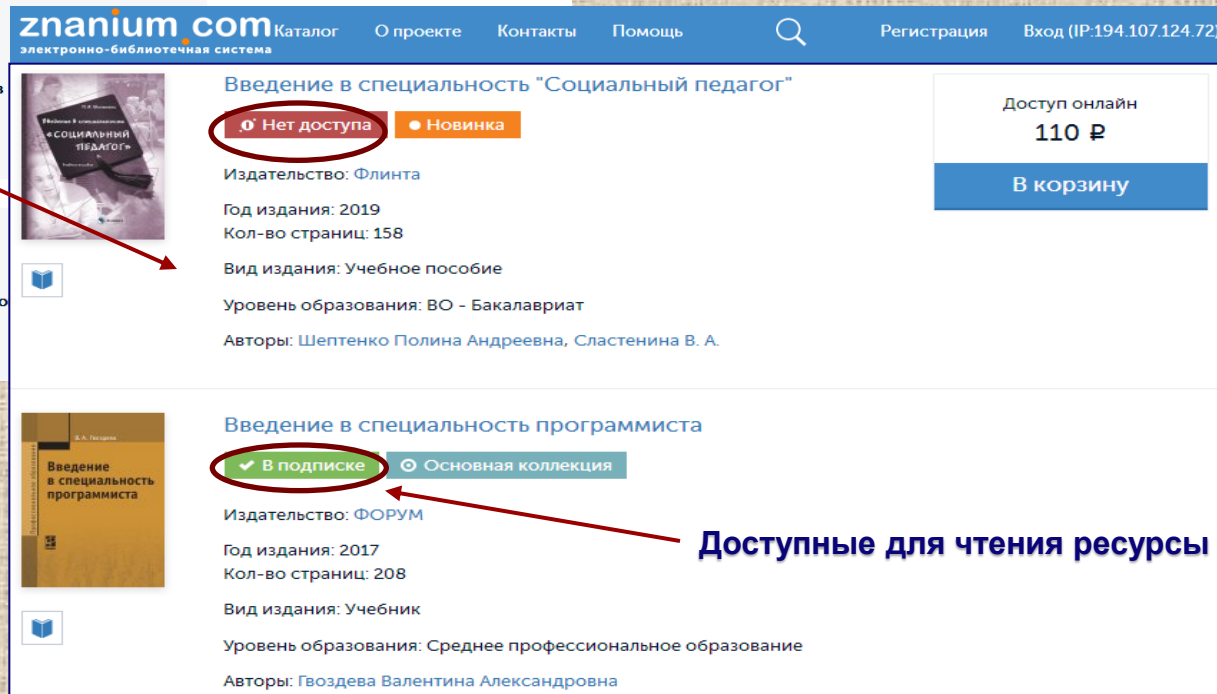 znanium.com
электронно-библиотечная система
Каталог О проекте Контакты Помощь Регистрация Вход (IP:194.107.124.72)
Введение в специальность "Социальный педагог"
Нет доступа Новинка
Издательство: Флинта
Год издания: 2019
Кол-во страниц: 158
Вид издания: Учебное пособие
Уровень образования: ВО - Бакалавриат
Авторы: Шептенко Полина Андреевна, Сластенина В. А.
Доступ онлайн
110 ₽
В корзину
«СОЦИАЛЬНЫЙ
ПЕДАГОГ»
Введение в специальность программиста
В подписке Основная коллекция
Издательство: ФОРУМ
Год издания: 2017
Кол-во страниц: 208
Вид издания: Учебник
Уровень образования: Среднее профессиональное образование
Авторы: Гвоздева Валентина Александровна
Введение
в специальность
программиста
Доступные для чтения ресурсы